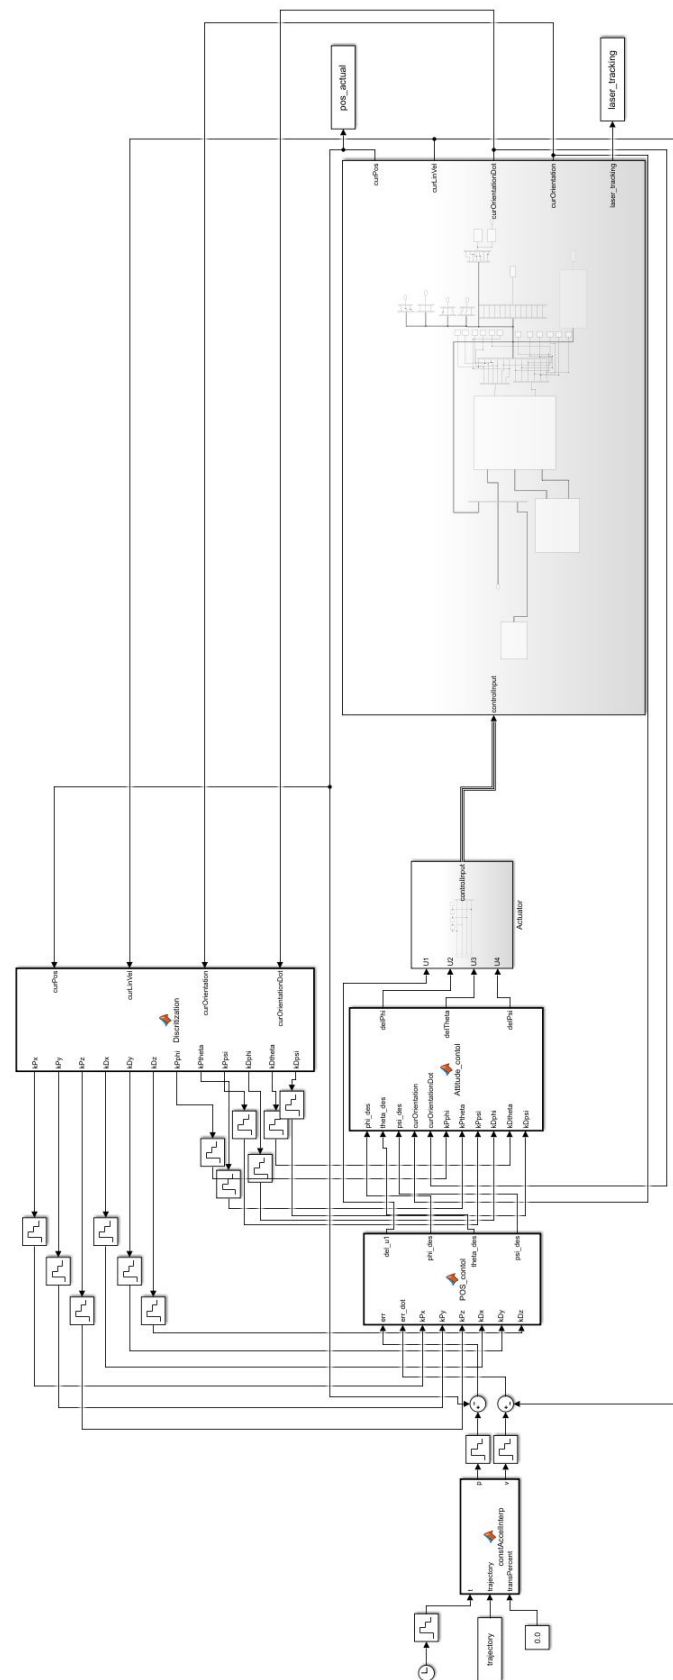 pos_actual
laser_tracking
curPos
curLinVel
curOrientationDot
curOrientation
laser_tracking
controlInput
controlInput
Actuator
U1
U2
U3
U4
curPos
curLinVel
curOrientation
curOrientationDot
Discritization
kPx
kPy
kPz
kDx
kDy
kDz
kPphi
kPtheta
kPpsi
kDphi
kDtheta
kDpsi
delPhi
delTheta
delPsi
Attitude_contol
phi_des
theta_des
psi_des
curOrientation
curOrientationDot
kPphi
kPtheta
kPpsi
kDphi
kDtheta
kDpsi
del_u1
phi_des
theta_des
psi_des
POS_contol
err
err_dot
kPx
kPy
kPz
kDx
kDy
kDz
p
v
constAccelInterp
t
trajectory
transPercent
trajectory
0.0